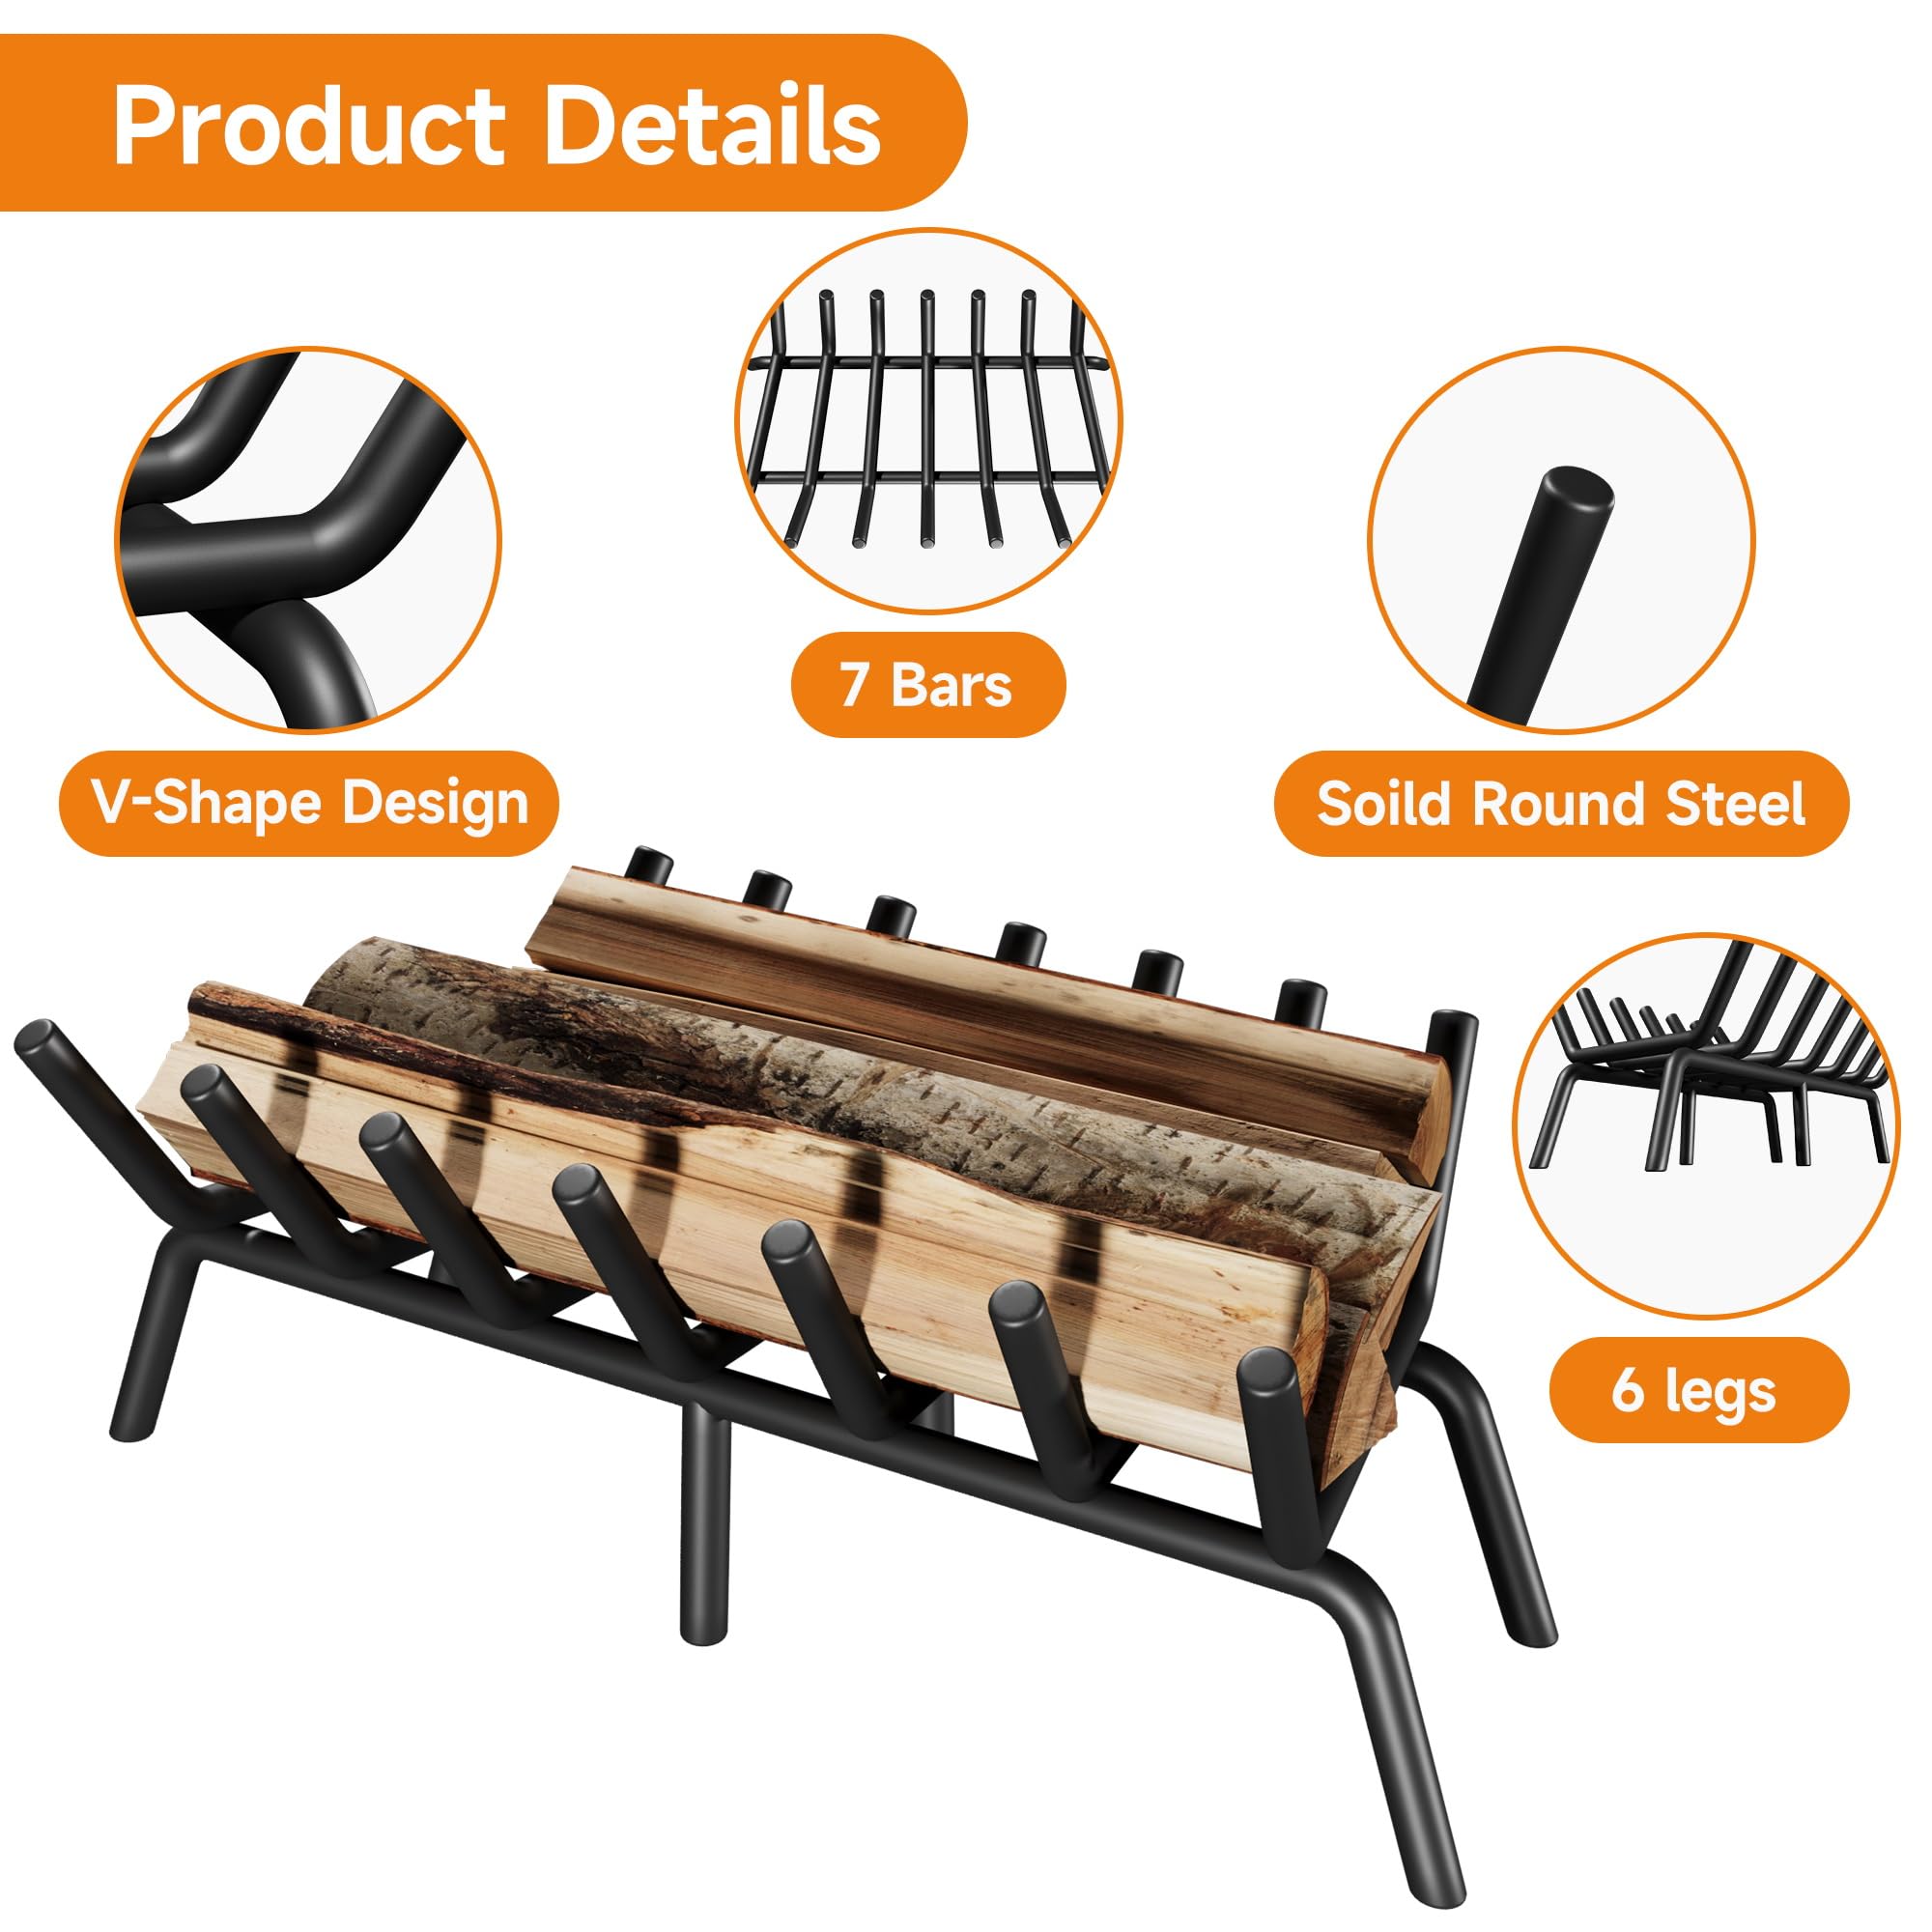 Product Details
7 Bars
V-Shape Design
Soild Round Steel
6 legs